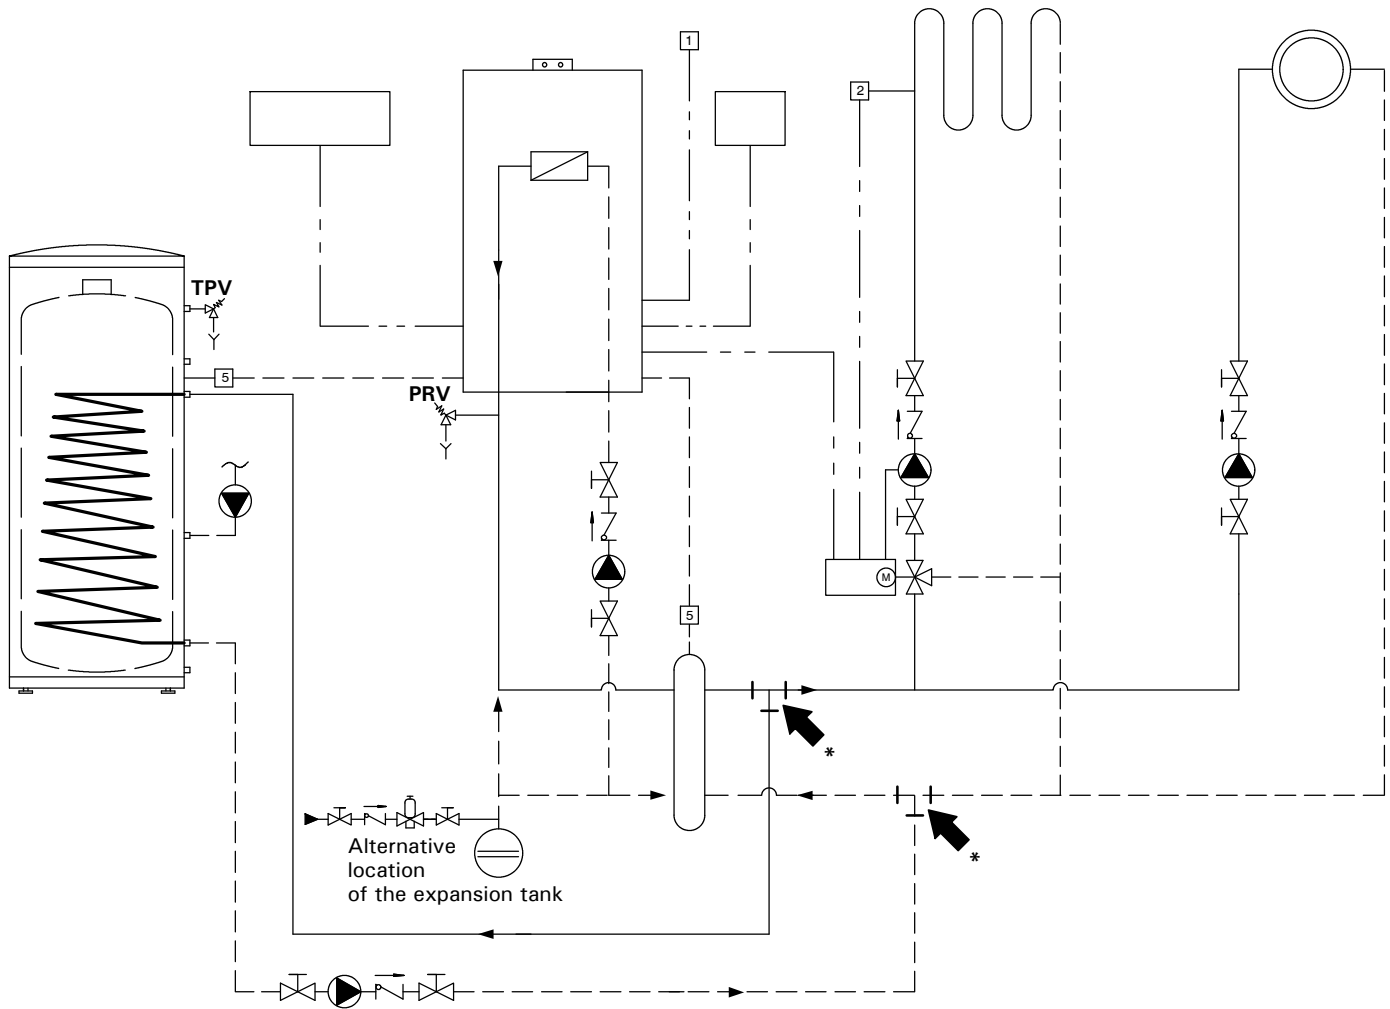 1
2
TPV
5
PRV
M
5
*
*
Alternative
location
of the expansion tank